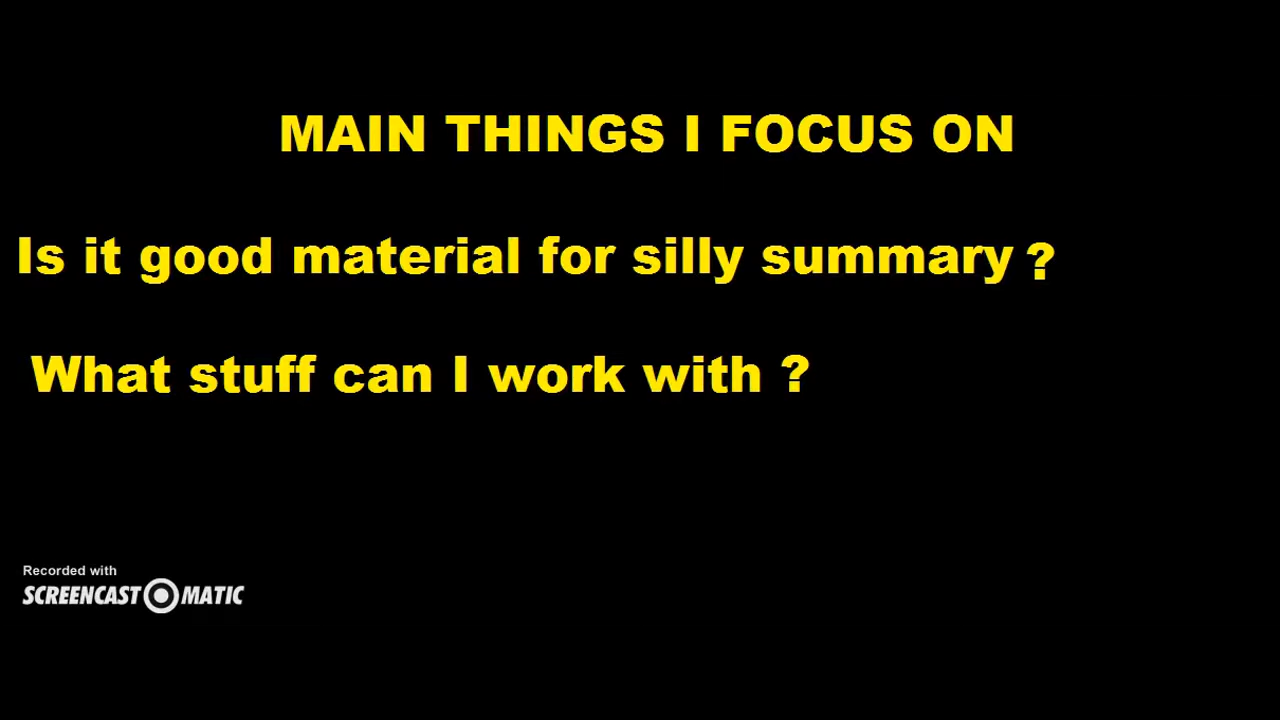 MAIN THINGS I FOCUS ON
Is it good material for silly summary ?
What stuff can I work with ?
Recorded with
SCREENCAST MATIC